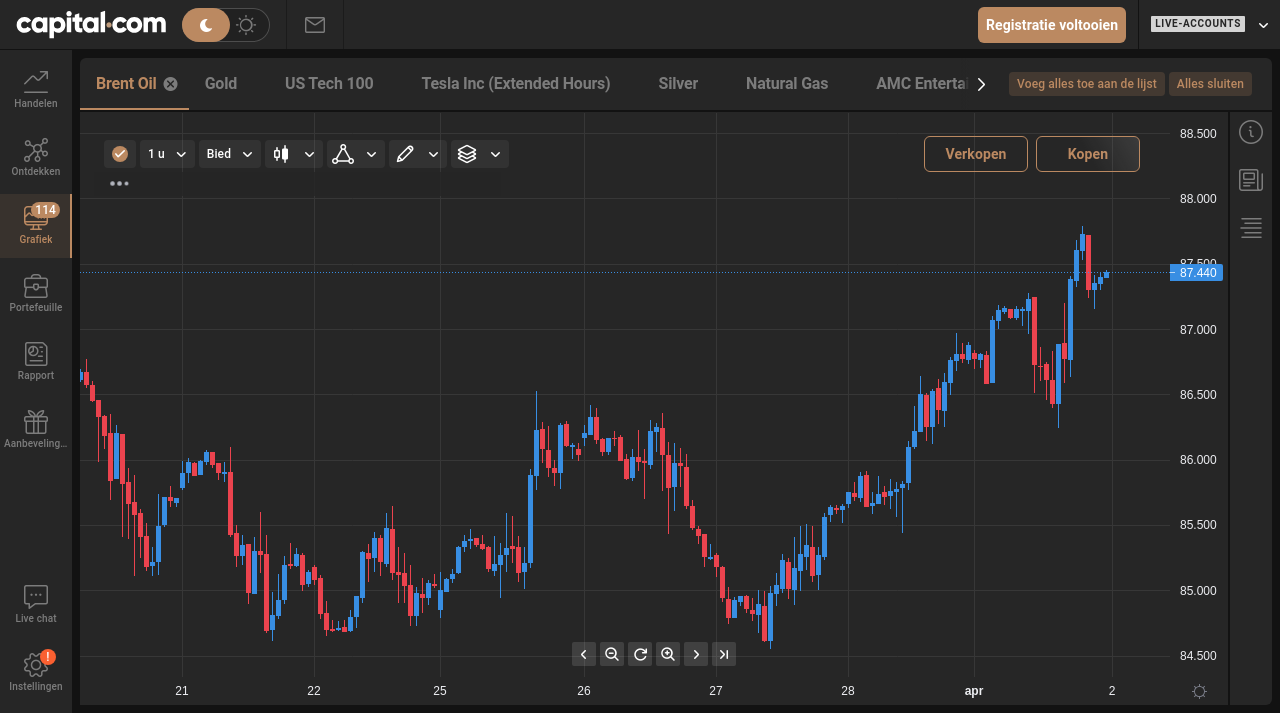 capital.com
Registratie voltooien
LIVE-ACCOUNTS
Handelen
Ontdekken
114
Grafiek
Portefeuille
Rapport
Aanbeveling...
Live chat
!
Instellingen
Brent Oil
Gold
US Tech 100
Tesla Inc (Extended Hours)
Silver
Natural Gas
AMC Enterta
Voeg alles toe aan de lijst
Alles sluiten
1 u
Bied
Verkopen
Kopen
88.500
88.000
87.500
87.440
87.000
86.500
86.000
85.500
85.000
84.500
21
22
25
26
27
28
apr
2